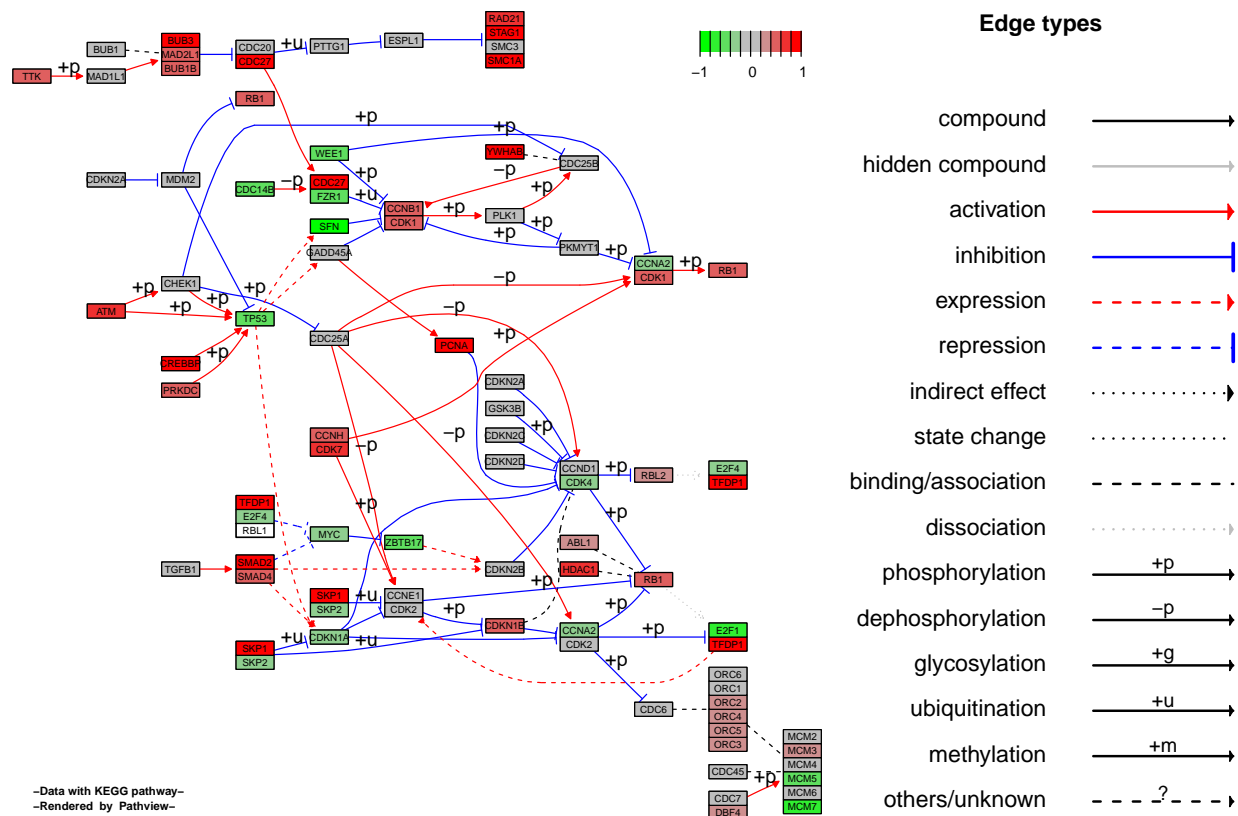 Edge types
−1 0 1
compound
hidden compound
activation
inhibition
expression
repression
indirect effect
state change
binding/association
dissociation
phosphorylation +p
dephosphorylation −p
glycosylation +g
ubiquitination +u
methylation +m
others/unknown ?
RAD21
STAG1
SMC3
SMC1A
BUB3
MAD2L1
BUB1B
BUB1
CDC20
CDC27
+u
PTTG1
ESPL1
TTK
+p
MAD1L1
RB1
+p
+p
WEE1
YWHAB
CDC25B
CDKN2A
MDM2
CDC14B
−p
CDC27
FZR1
+p
+u
−p
+p
CCNB1
CDK1
+p
PLK1
SFN
GADD45A
+p
PKMYT1
+p
CCNA2
CDK1
+p
RB1
CHEK1
+p
+p
+p
+p
−p
ATM
TP53
−p
CDC25A
PCNA
CREBBP
+p
PRKDC
CDKN2A
GSK3B
CDKN2C
CDKN2D
+p
CCNH
CDK7
−p
−p
CCND1
CDK4
+p
RBL2
E2F4
TFDP1
TFDP1
E2F4
RBL1
+p
+p
MYC
ZBTB17
ABL1
TGFB1
SMAD2
SMAD4
CDKN2B
HDAC1
RB1
+p
SKP1
SKP2
+u
CCNE1
CDK2
+p
+p
CDKN1B
SKP1
SKP2
+u
CDKN1A
+u
CCNA2
CDK2
+p
E2F1
TFDP1
+p
ORC6
ORC1
ORC2
ORC4
ORC5
ORC3
CDC6
MCM2
MCM3
MCM4
MCM5
MCM6
MCM7
CDC45
+p
CDC7
DBF4
−Data with KEGG pathway−
−Rendered by Pathview−